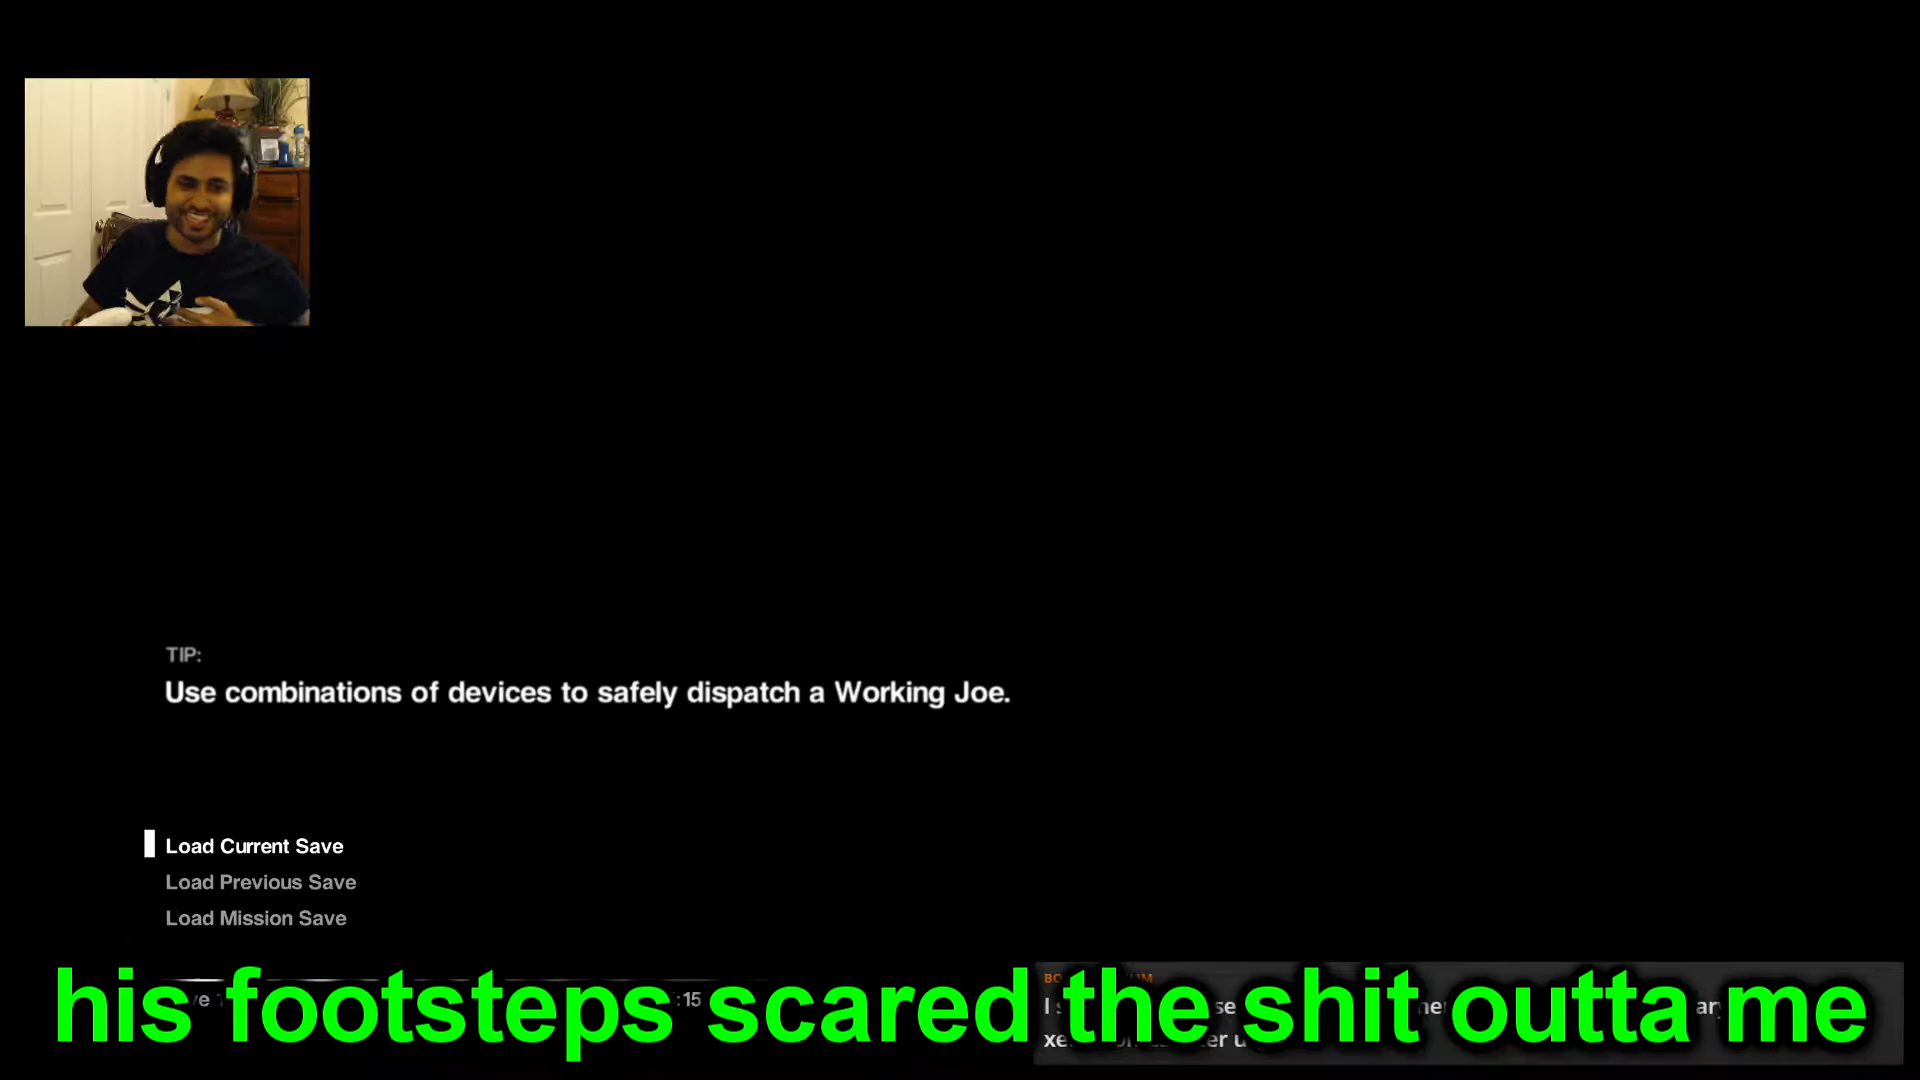 TIP:
Use combinations of devices to safely dispatch a Working Joe.
Load Current Save
Load Previous Save
Load Mission Save
his footsteps scared the shit outta me